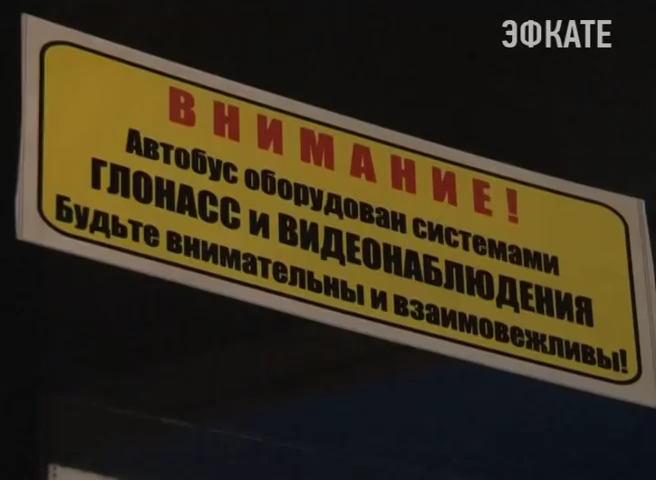 ЭФКАТЕ
ВНИМАНИЕ!
Автобус оборудован системами
ГЛОНАСС и ВИДЕОНАБЛЮДЕНИЯ
Будьте внимательны и взаимовежливы!